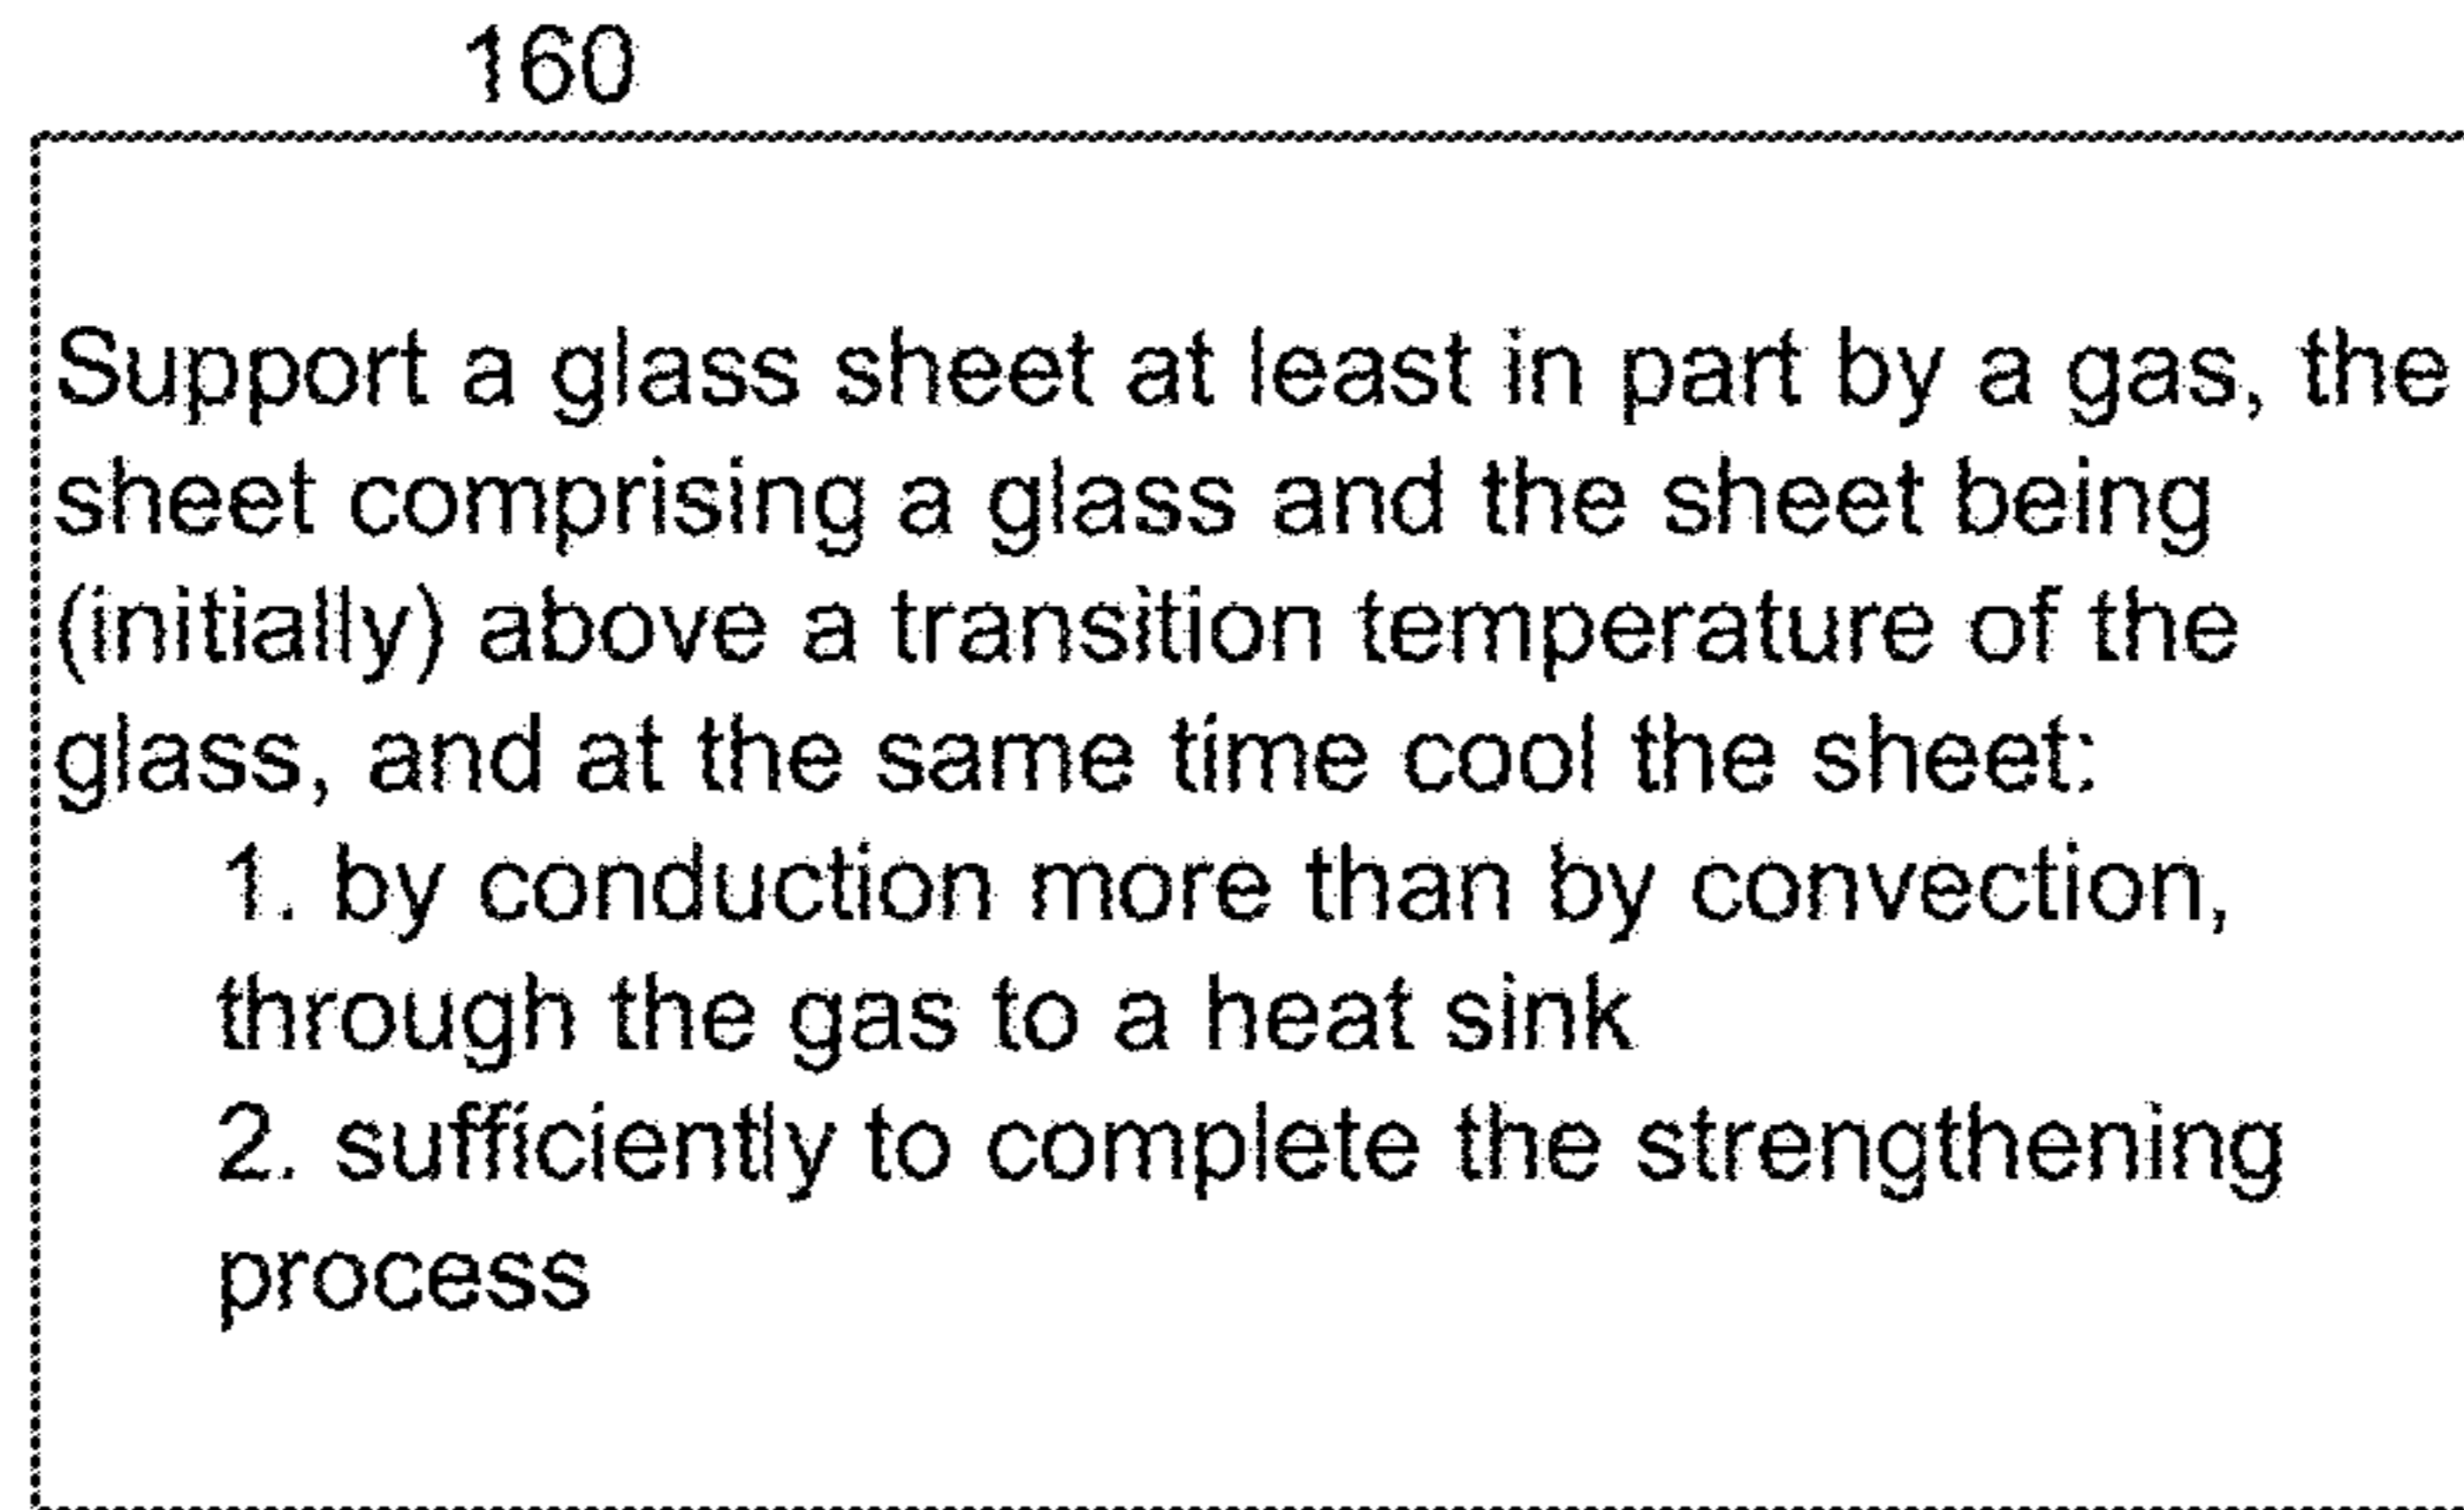 160
Support a glass sheet at least in part by a gas, the
sheet comprising a glass and the sheet being
(initially) above a transition temperature of the
glass, and at the same time cool the sheet:
1. by conduction more than by convection,
through the gas to a heat sink
2. sufficiently to complete the strengthening
process